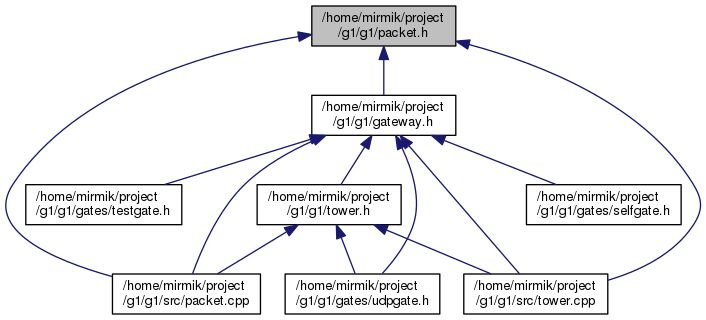 /home/mirmik/project
/g1/g1/packet.h
/home/mirmik/project
/g1/g1/gateway.h
/home/mirmik/project
/g1/g1/gates/testgate.h
/home/mirmik/project
/g1/g1/tower.h
/home/mirmik/project
/g1/g1/gates/selfgate.h
/home/mirmik/project
/g1/g1/src/packet.cpp
/home/mirmik/project
/g1/g1/gates/udpgate.h
/home/mirmik/project
/g1/g1/src/tower.cpp